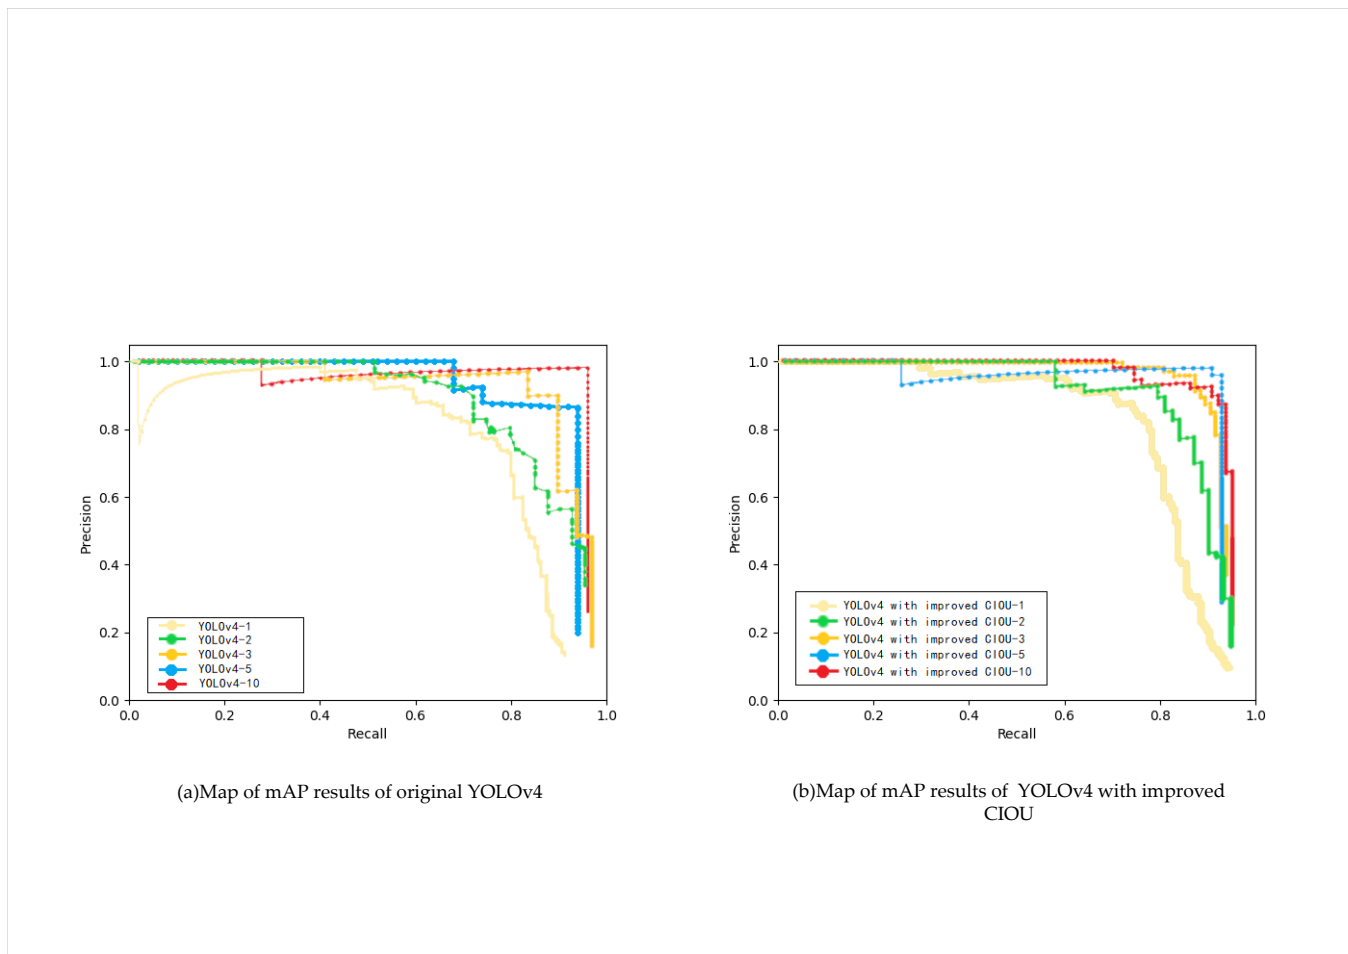 1.0
0.8
0.6
0.4
0.2
0.0
Precision
YOLOv4-1
YOLOv4-2
YOLOv4-3
YOLOv4-5
YOLOv4-10
0.0 0.2 0.4 0.6 0.8 1.0
Recall
(a)Map of mAP results of original YOLOv4
1.0
0.8
0.6
0.4
0.2
0.0
Precision
YOLOv4 with improved CIOU-1
YOLOv4 with improved CIOU-2
YOLOv4 with improved CIOU-3
YOLOv4 with improved CIOU-5
YOLOv4 with improved CIOU-10
0.0 0.2 0.4 0.6 0.8 1.0
Recall
(b)Map of mAP results of YOLOv4 with improved
CIOU